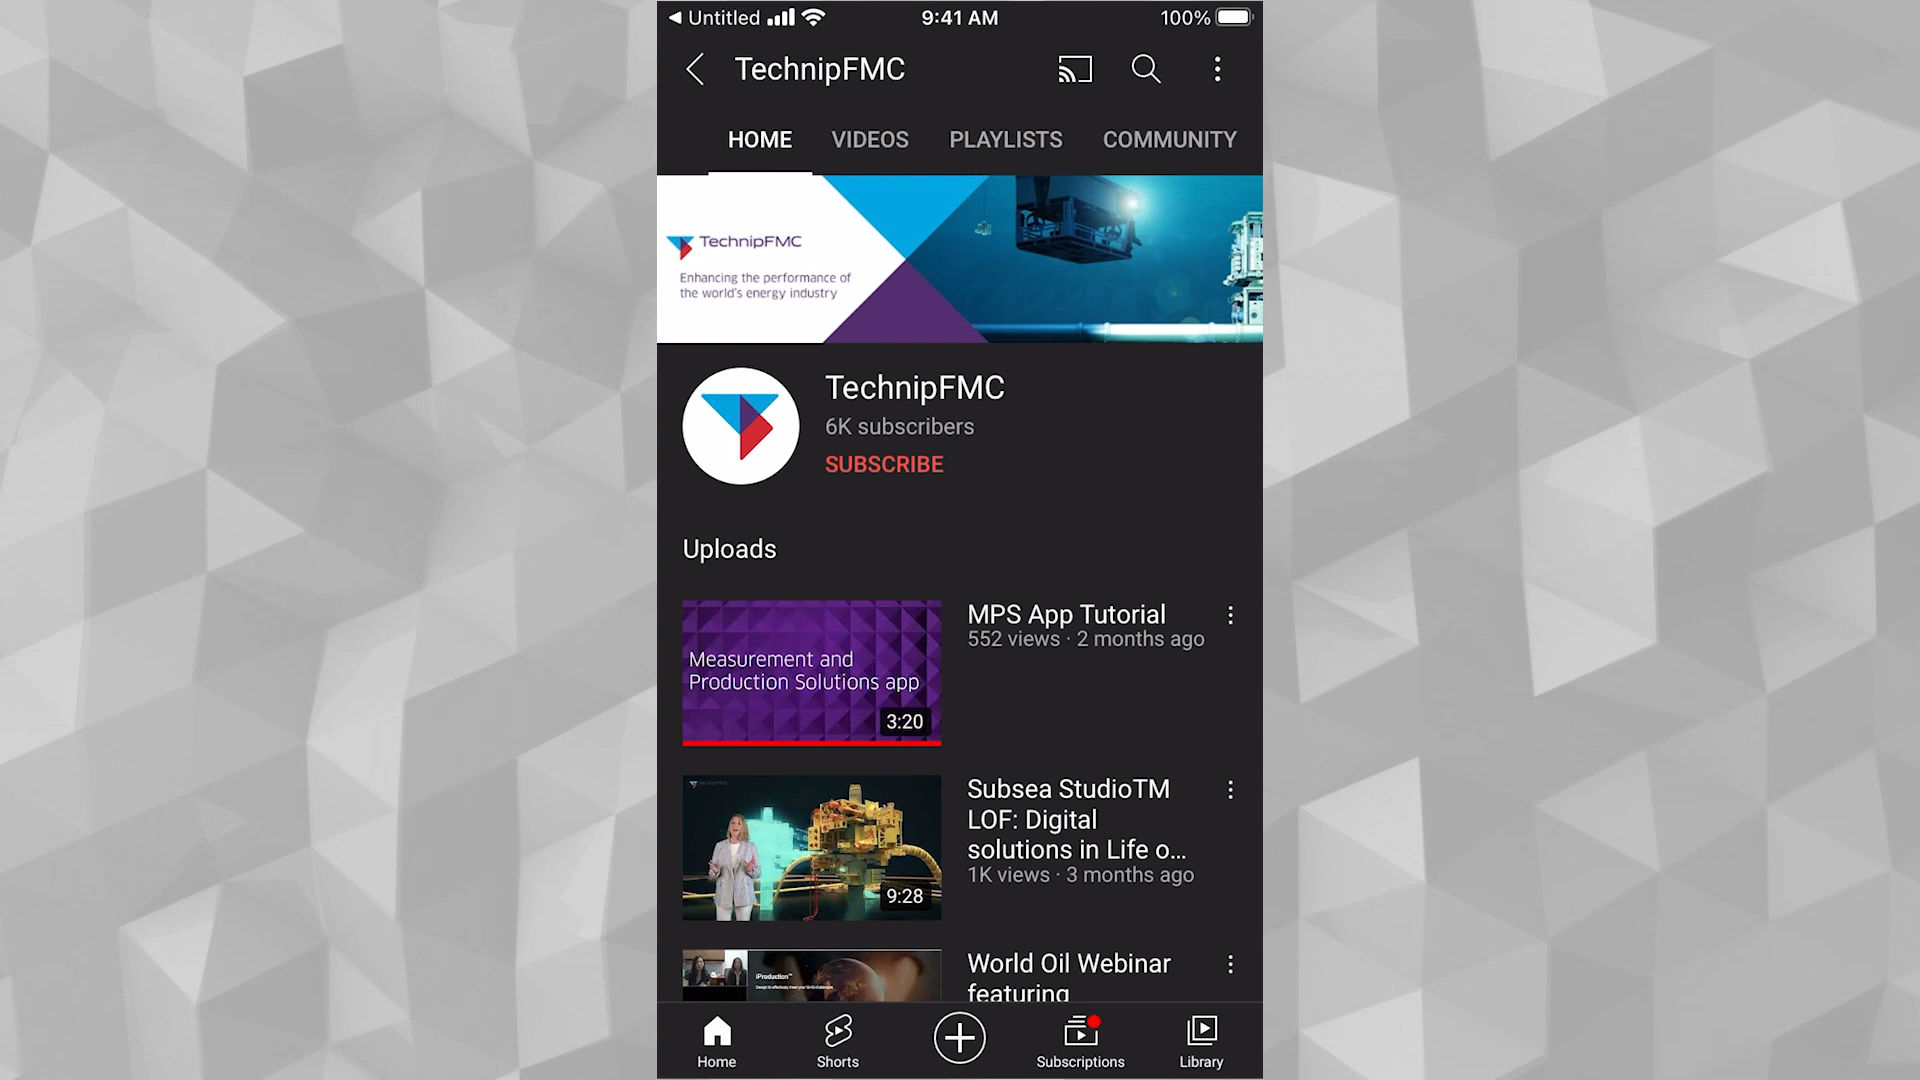 Untitled
9:41 AM
100%
TechnipFMC
HOME VIDEOS PLAYLISTS COMMUNITY
TechnipFMC
Enhancing the performance of
the world's energy industry
TechnipFMC
6K subscribers
SUBSCRIBE
Uploads
Measurement and
Production Solutions app
3:20
MPS App Tutorial
552 views · 2 months ago
9:28
Subsea StudioTM
LOF: Digital
solutions in Life o...
1K views · 3 months ago
iProduction™
World Oil Webinar
featuring
Home
Shorts
Subscriptions
Library